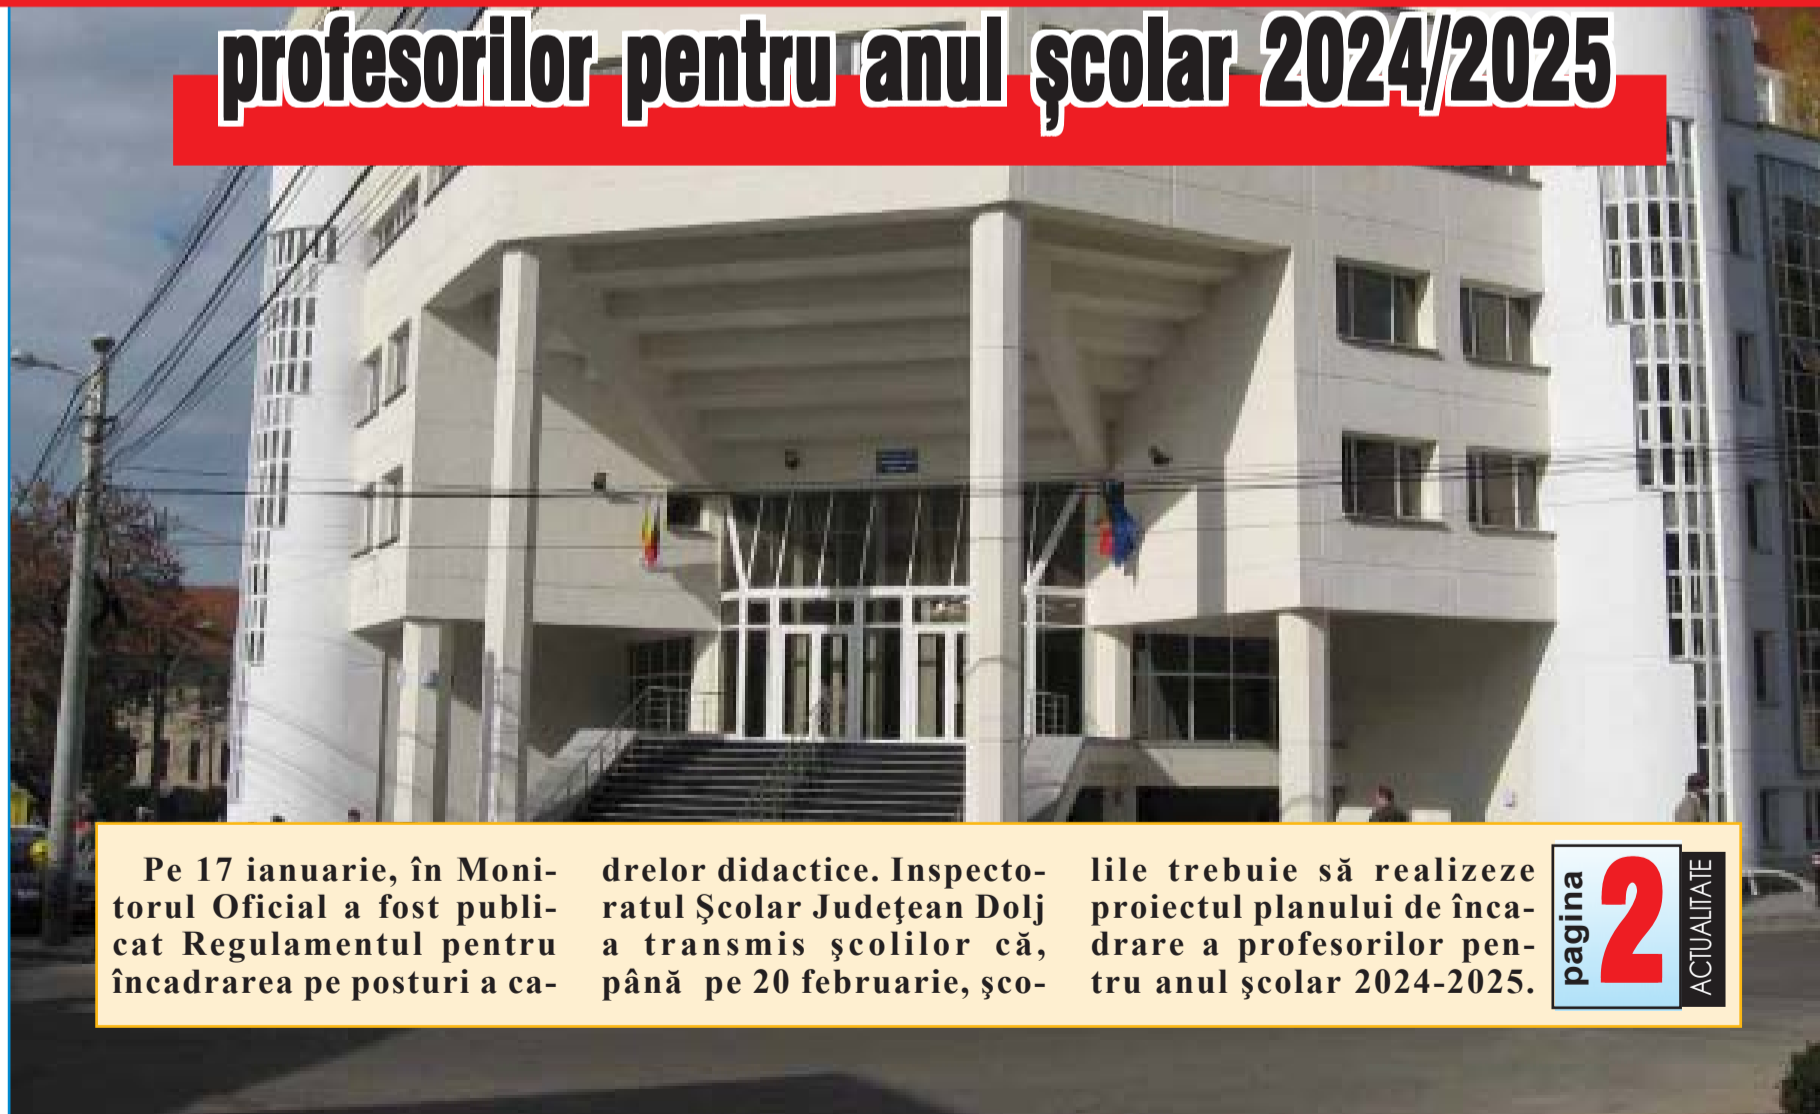 profesorilor pentru anul şcolar 2024/2025
Pe 17 ianuarie, în Moni-
torul Oficial a fost publi-
cat Regulamentul pentru
încadrarea pe posturi a ca-
drelor didactice. Inspecto-
ratul Şcolar Judeţean Dolj
a transmis şcolilor că,
până pe 20 februarie, şco-
lile trebuie să realizeze
proiectul planului de înca-
drare a profesorilor pen-
tru anul şcolar 2024-2025.
pagina
2
ACTUALITATE